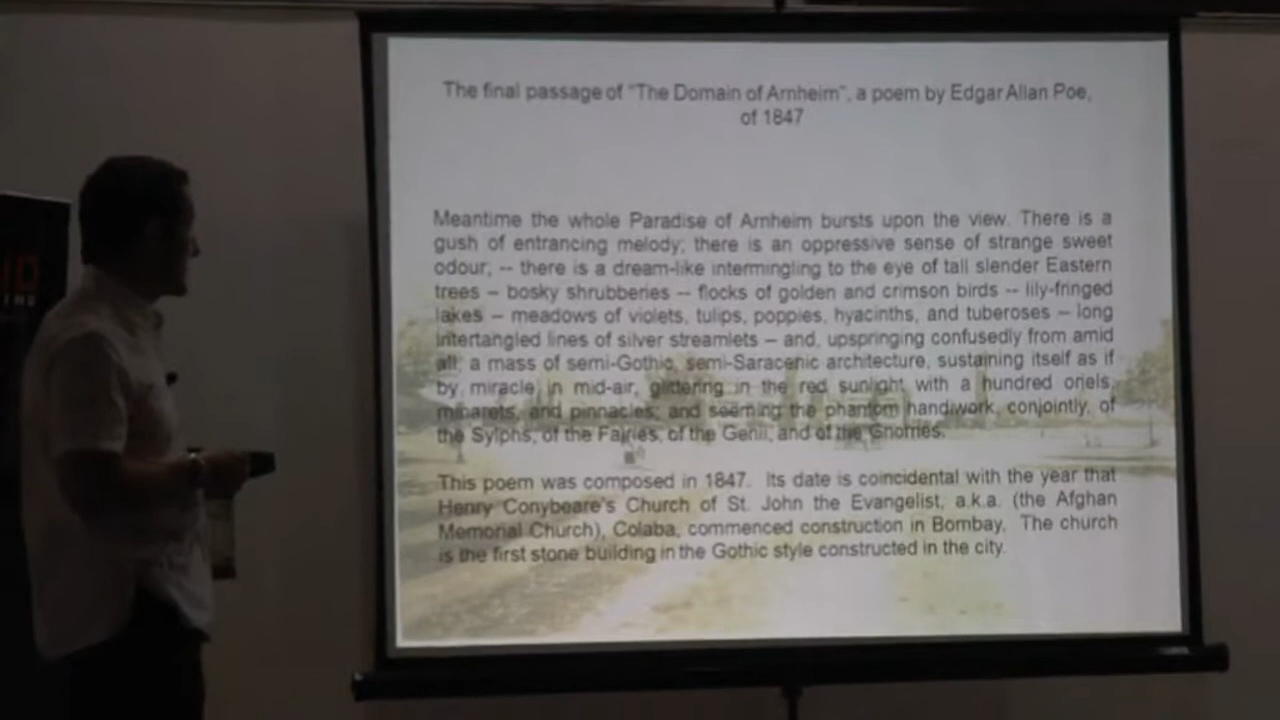 The final passage of "The Domain of Arnheim", a poem by Edgar Allan Poe,
of 1847
Meantime the whole Paradise of Arnheim bursts upon the view. There is a
gush of entrancing melody; there is an oppressive sense of strange sweet
odour; -- there is a dream-like intermingling to the eye of tall slender Eastern
trees – bosky shrubberies -- flocks of golden and crimson birds -- lily-fringed
lakes – meadows of violets, tulips, poppies, hyacinths, and tuberoses – long
intertangled lines of silver streamlets – and, upspringing confusedly from amid
all, a mass of semi-Gothic, semi-Saracenic architecture, sustaining itself as if
by miracle in mid-air, glittering in the red sunlight with a hundred oriels,
minarets, and pinnacles; and seeming the phantom handiwork, conjointly, of
the Sylphs, of the Fairies, of the Genii, and of the Gnomes.
This poem was composed in 1847. Its date is coincidental with the year that
Henry Conybeare's Church of St. John the Evangelist, a.k.a. (the Afghan
Memorial Church), Colaba, commenced construction in Bombay. The church
is the first stone building in the Gothic style constructed in the city.